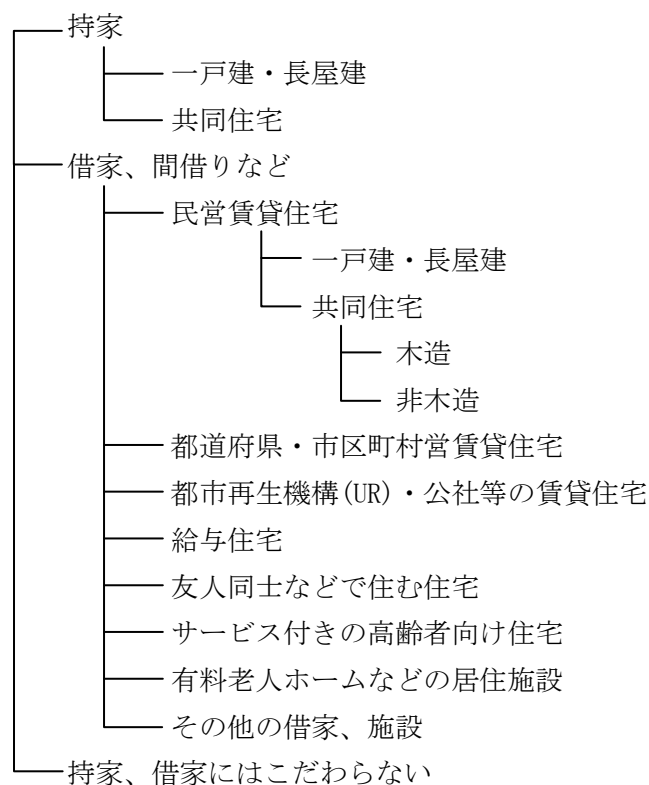 持家
一戸建・長屋建
共同住宅
借家、間借りなど
民営賃貸住宅
一戸建・長屋建
共同住宅
木造
非木造
都道府県・市区町村営賃貸住宅
都市再生機構(UR)・公社等の賃貸住宅
給与住宅
友人同士などで住む住宅
サービス付きの高齢者向け住宅
有料老人ホームなどの居住施設
その他の借家、施設
持家、借家にはこだわらない